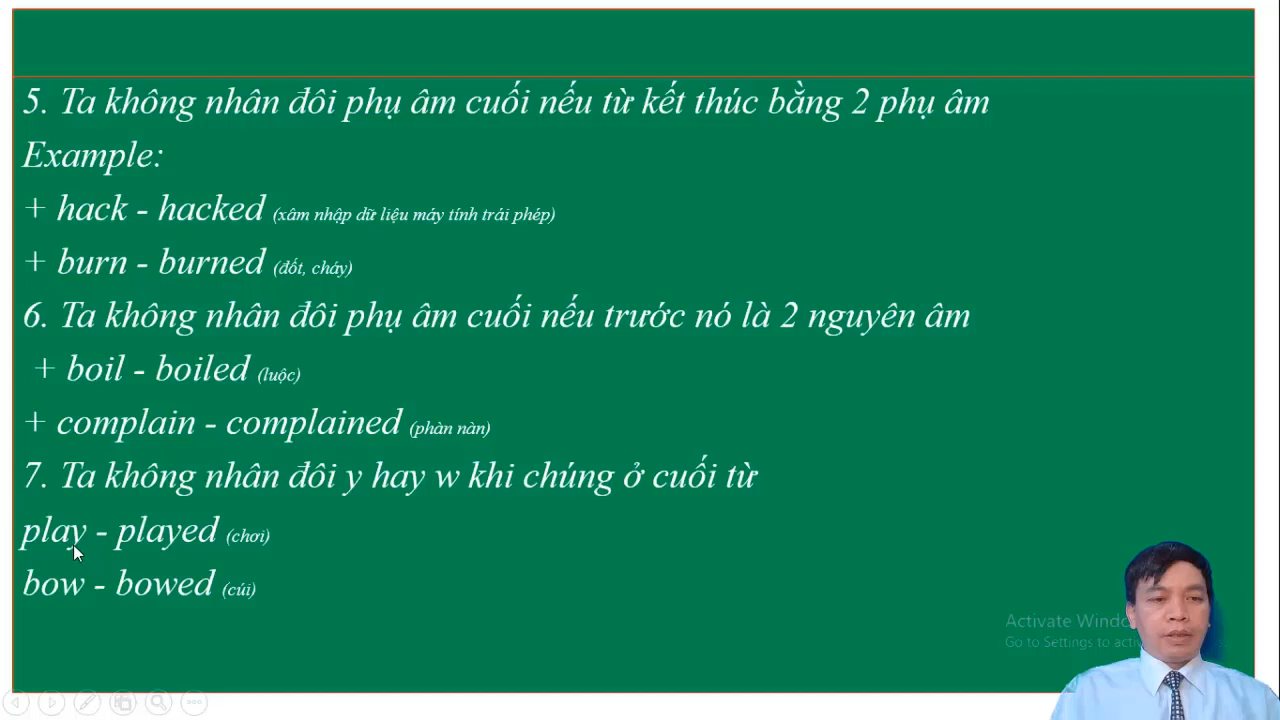 5. Ta không nhân đôi phụ âm cuối nếu từ kết thúc bằng 2 phụ âm
Example:
+ hack - hacked (xâm nhập dữ liệu máy tính trái phép)
+ burn - burned (đốt, cháy)
6. Ta không nhân đôi phụ âm cuối nếu trước nó là 2 nguyên âm
+ boil - boiled (luộc)
+ complain - complained (phàn nàn)
7. Ta không nhân đôi y hay w khi chúng ở cuối từ
play - played (chơi)
bow - bowed (cúi)
Activate
Go to Settings to